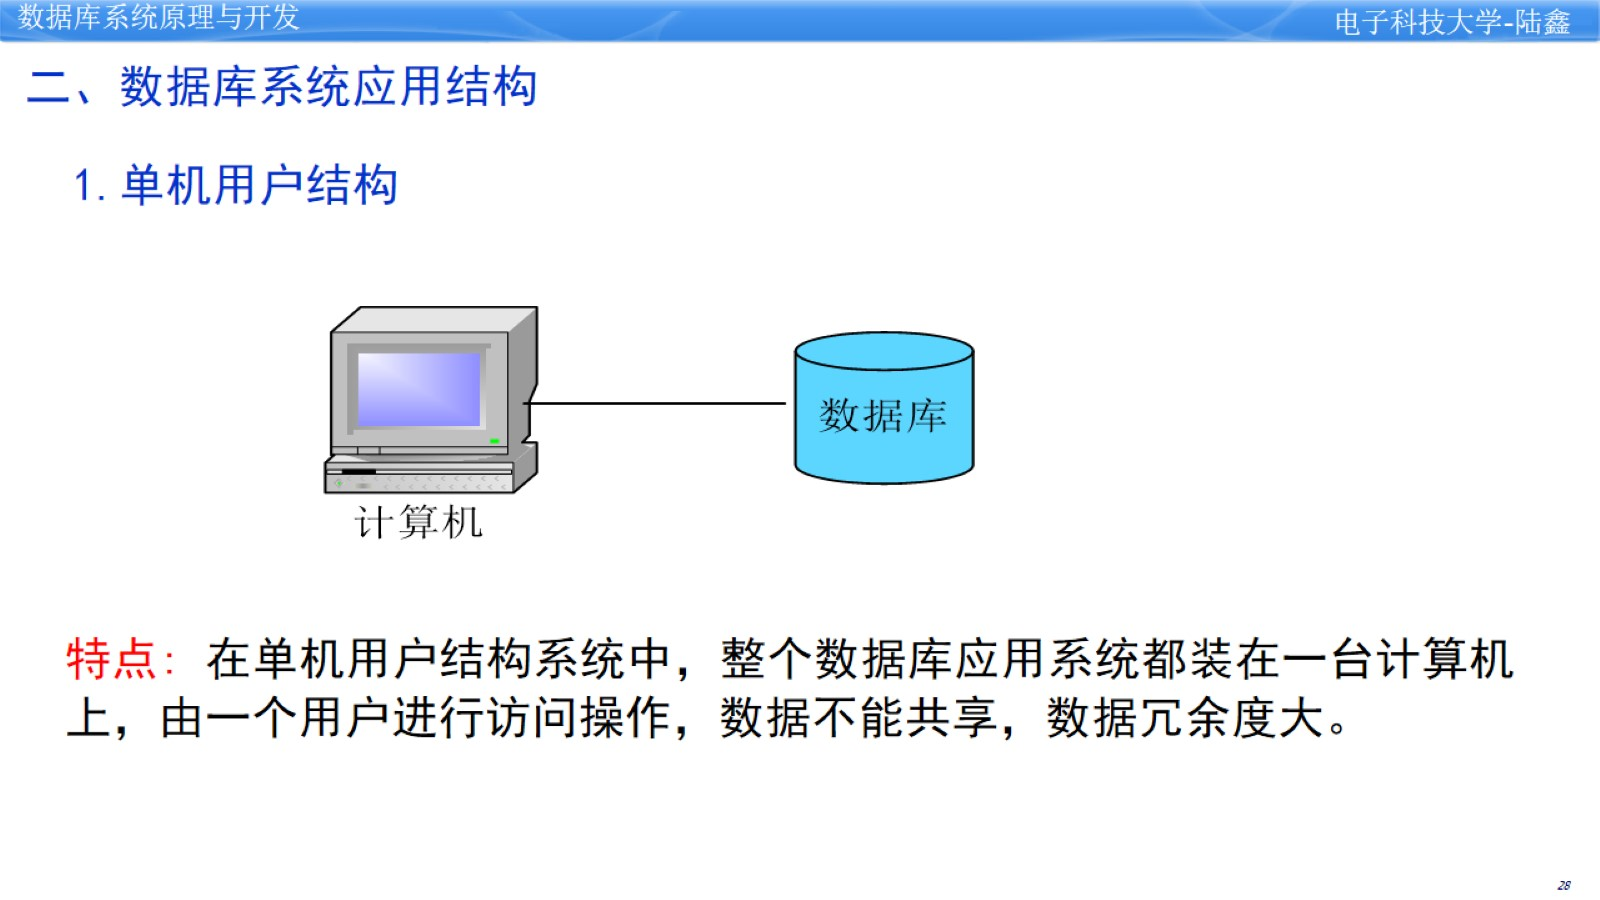 数据库系统原理与开发
电子科技大学-陆鑫
二、数据库系统应用结构
1.单机用户结构
数据库
计算机
特点：在单机用户结构系统中，整个数据库应用系统都装在一台计算机
上，由一个用户进行访问操作，数据不能共享，数据冗余度大。
28